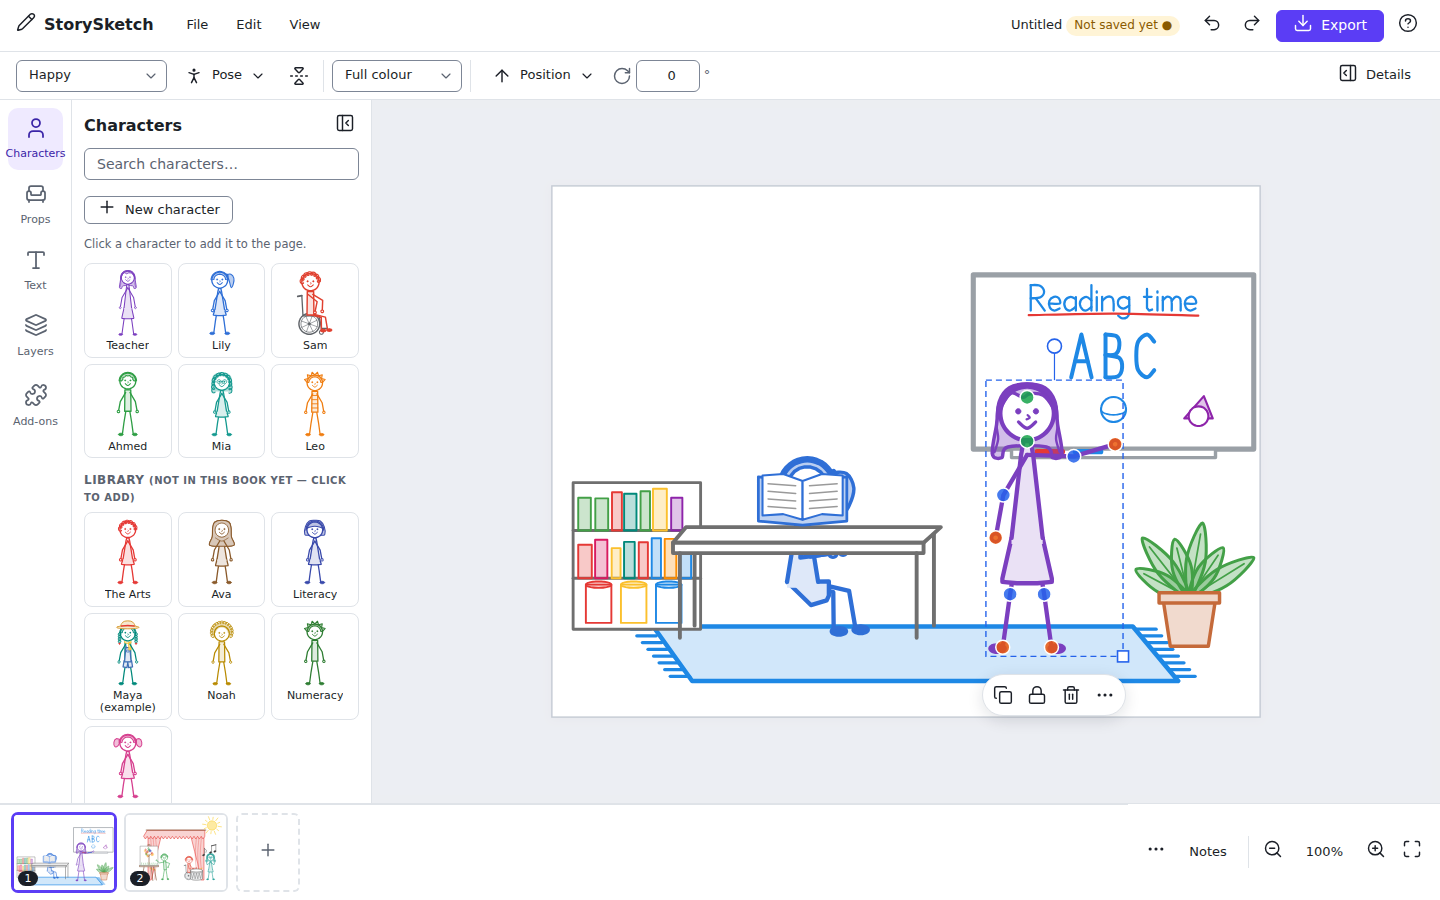 StorySketch File Edit View Untitled Not saved yet Export
Happy Pose Full colour Position 0 ° Details
Characters
Props
Text
Layers
Add-ons
Characters
Search characters...
New character
Click a character to add it to the page.
Teacher Lily Sam
Ahmed Mia Leo
LIBRARY (NOT IN THIS BOOK YET — CLICK
TO ADD)
The Arts Ava Literacy
Maya
(example)
Noah Numeracy
Reading time
ABC
Reading time
ABC
1 2
Notes 100%